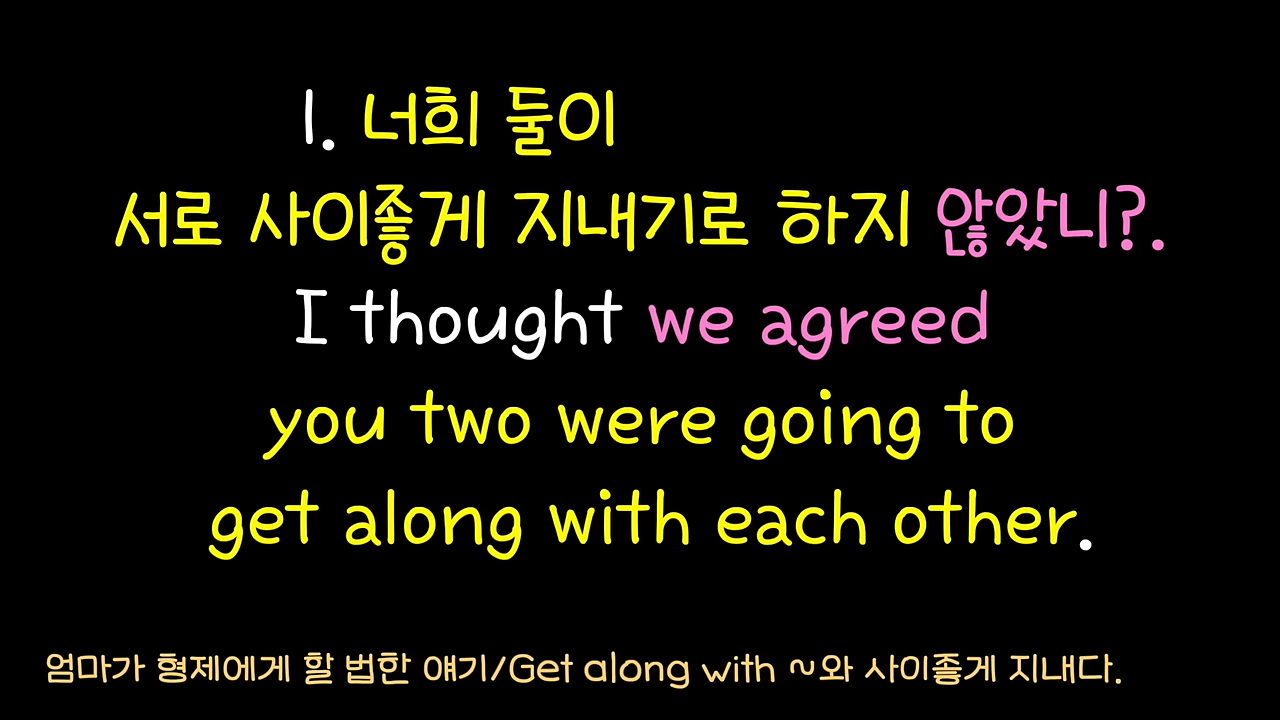 1. 너희 둘이
서로 사이좋게 지내기로 하지 않았니?.
I thought we agreed
you two were going to
get along with each other.
엄마가 형제에게 할 법한 얘기/Get along with ~와 사이좋게 지내다.